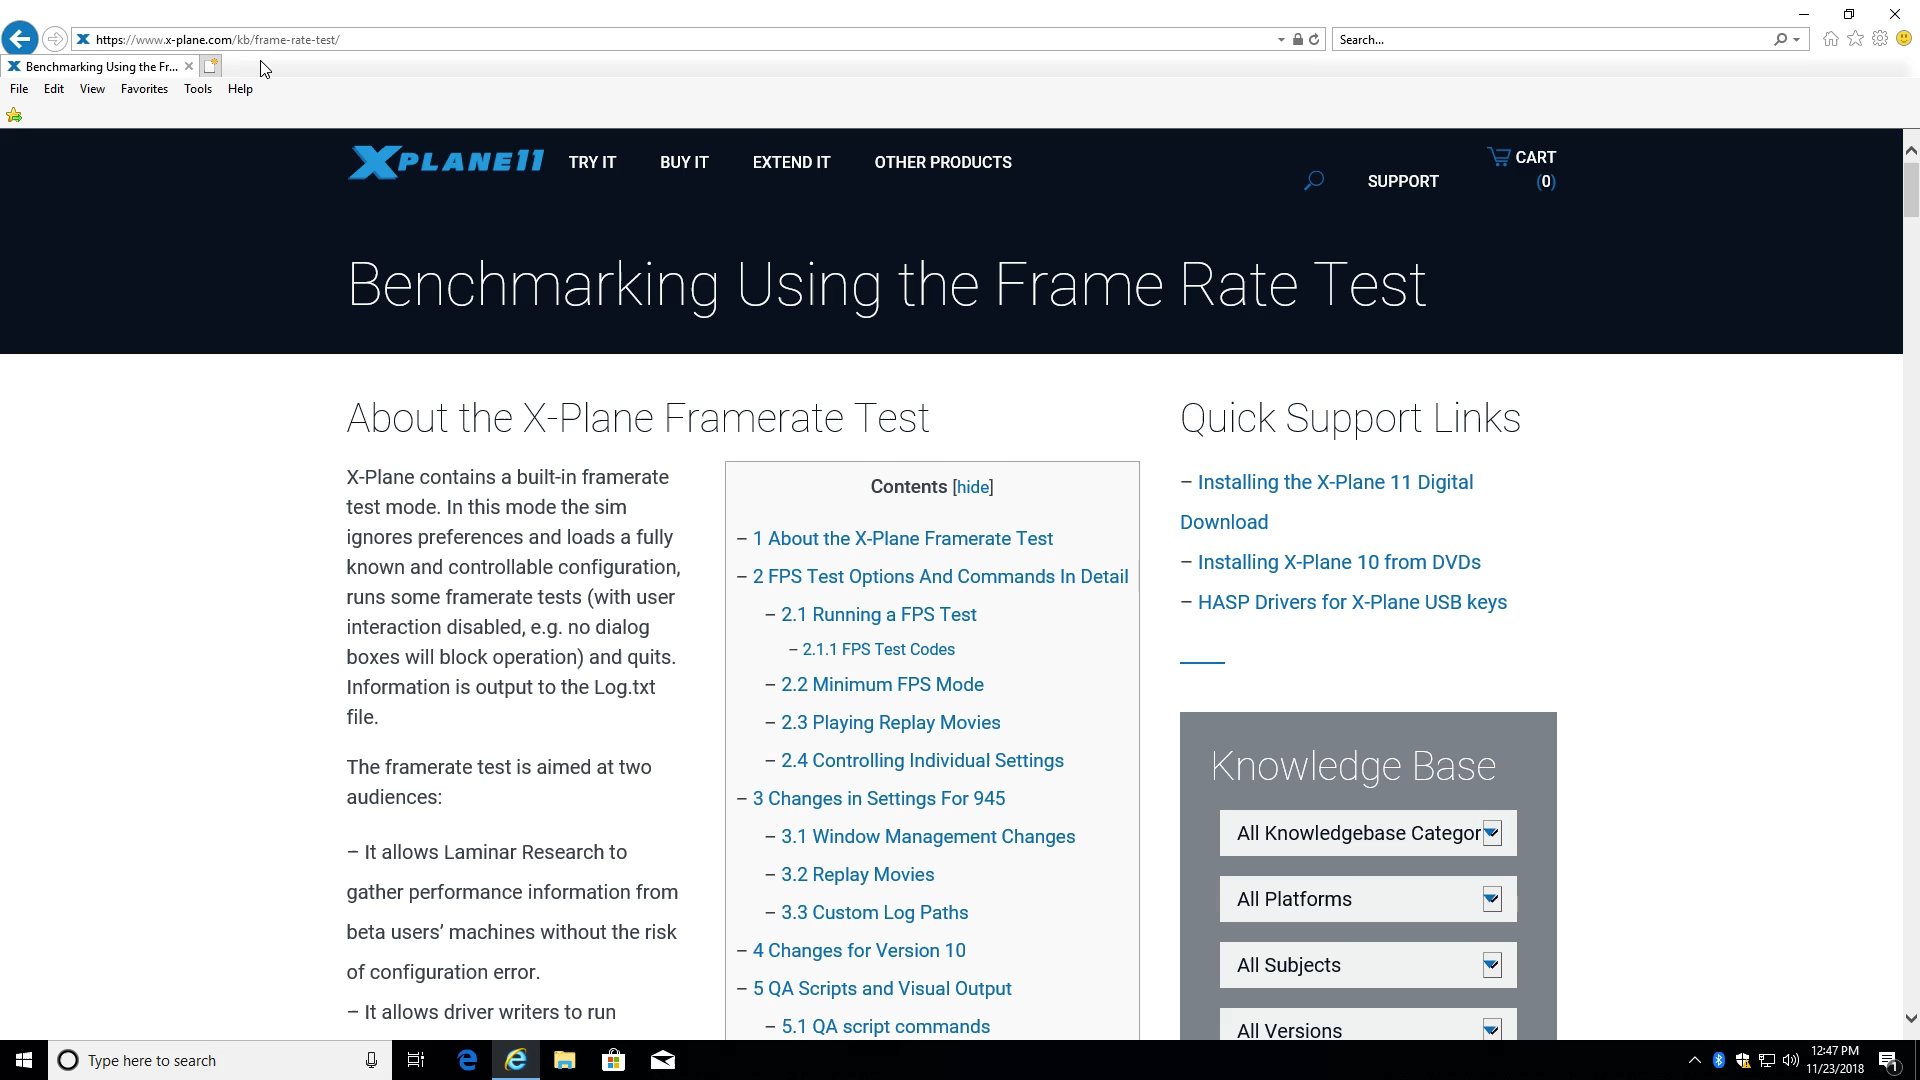 https://www.x-plane.com/kb/frame-rate-test/
Search...
Benchmarking Using the Fr...
File Edit View Favorites Tools Help
XPLANE11 TRY IT BUY IT EXTEND IT OTHER PRODUCTS
SUPPORT
CART
(0)
Benchmarking Using the Frame Rate Test
About the X-Plane Framerate Test
X-Plane contains a built-in framerate
test mode. In this mode the sim
ignores preferences and loads a fully
known and controllable configuration,
runs some framerate tests (with user
interaction disabled, e.g. no dialog
boxes will block operation) and quits.
Information is output to the Log.txt
file.
The framerate test is aimed at two
audiences:
– It allows Laminar Research to
gather performance information from
beta users’ machines without the risk
of configuration error.
– It allows driver writers to run
Contents [hide]
– 1 About the X-Plane Framerate Test
– 2 FPS Test Options And Commands In Detail
– 2.1 Running a FPS Test
– 2.1.1 FPS Test Codes
– 2.2 Minimum FPS Mode
– 2.3 Playing Replay Movies
– 2.4 Controlling Individual Settings
– 3 Changes in Settings For 945
– 3.1 Window Management Changes
– 3.2 Replay Movies
– 3.3 Custom Log Paths
– 4 Changes for Version 10
– 5 QA Scripts and Visual Output
– 5.1 QA script commands
Quick Support Links
– Installing the X-Plane 11 Digital
Download
– Installing X-Plane 10 from DVDs
– HASP Drivers for X-Plane USB keys
Knowledge Base
All Knowledgebase Categor
All Platforms
All Subjects
All Versions
Type here to search
12:47 PM
11/23/2018
1